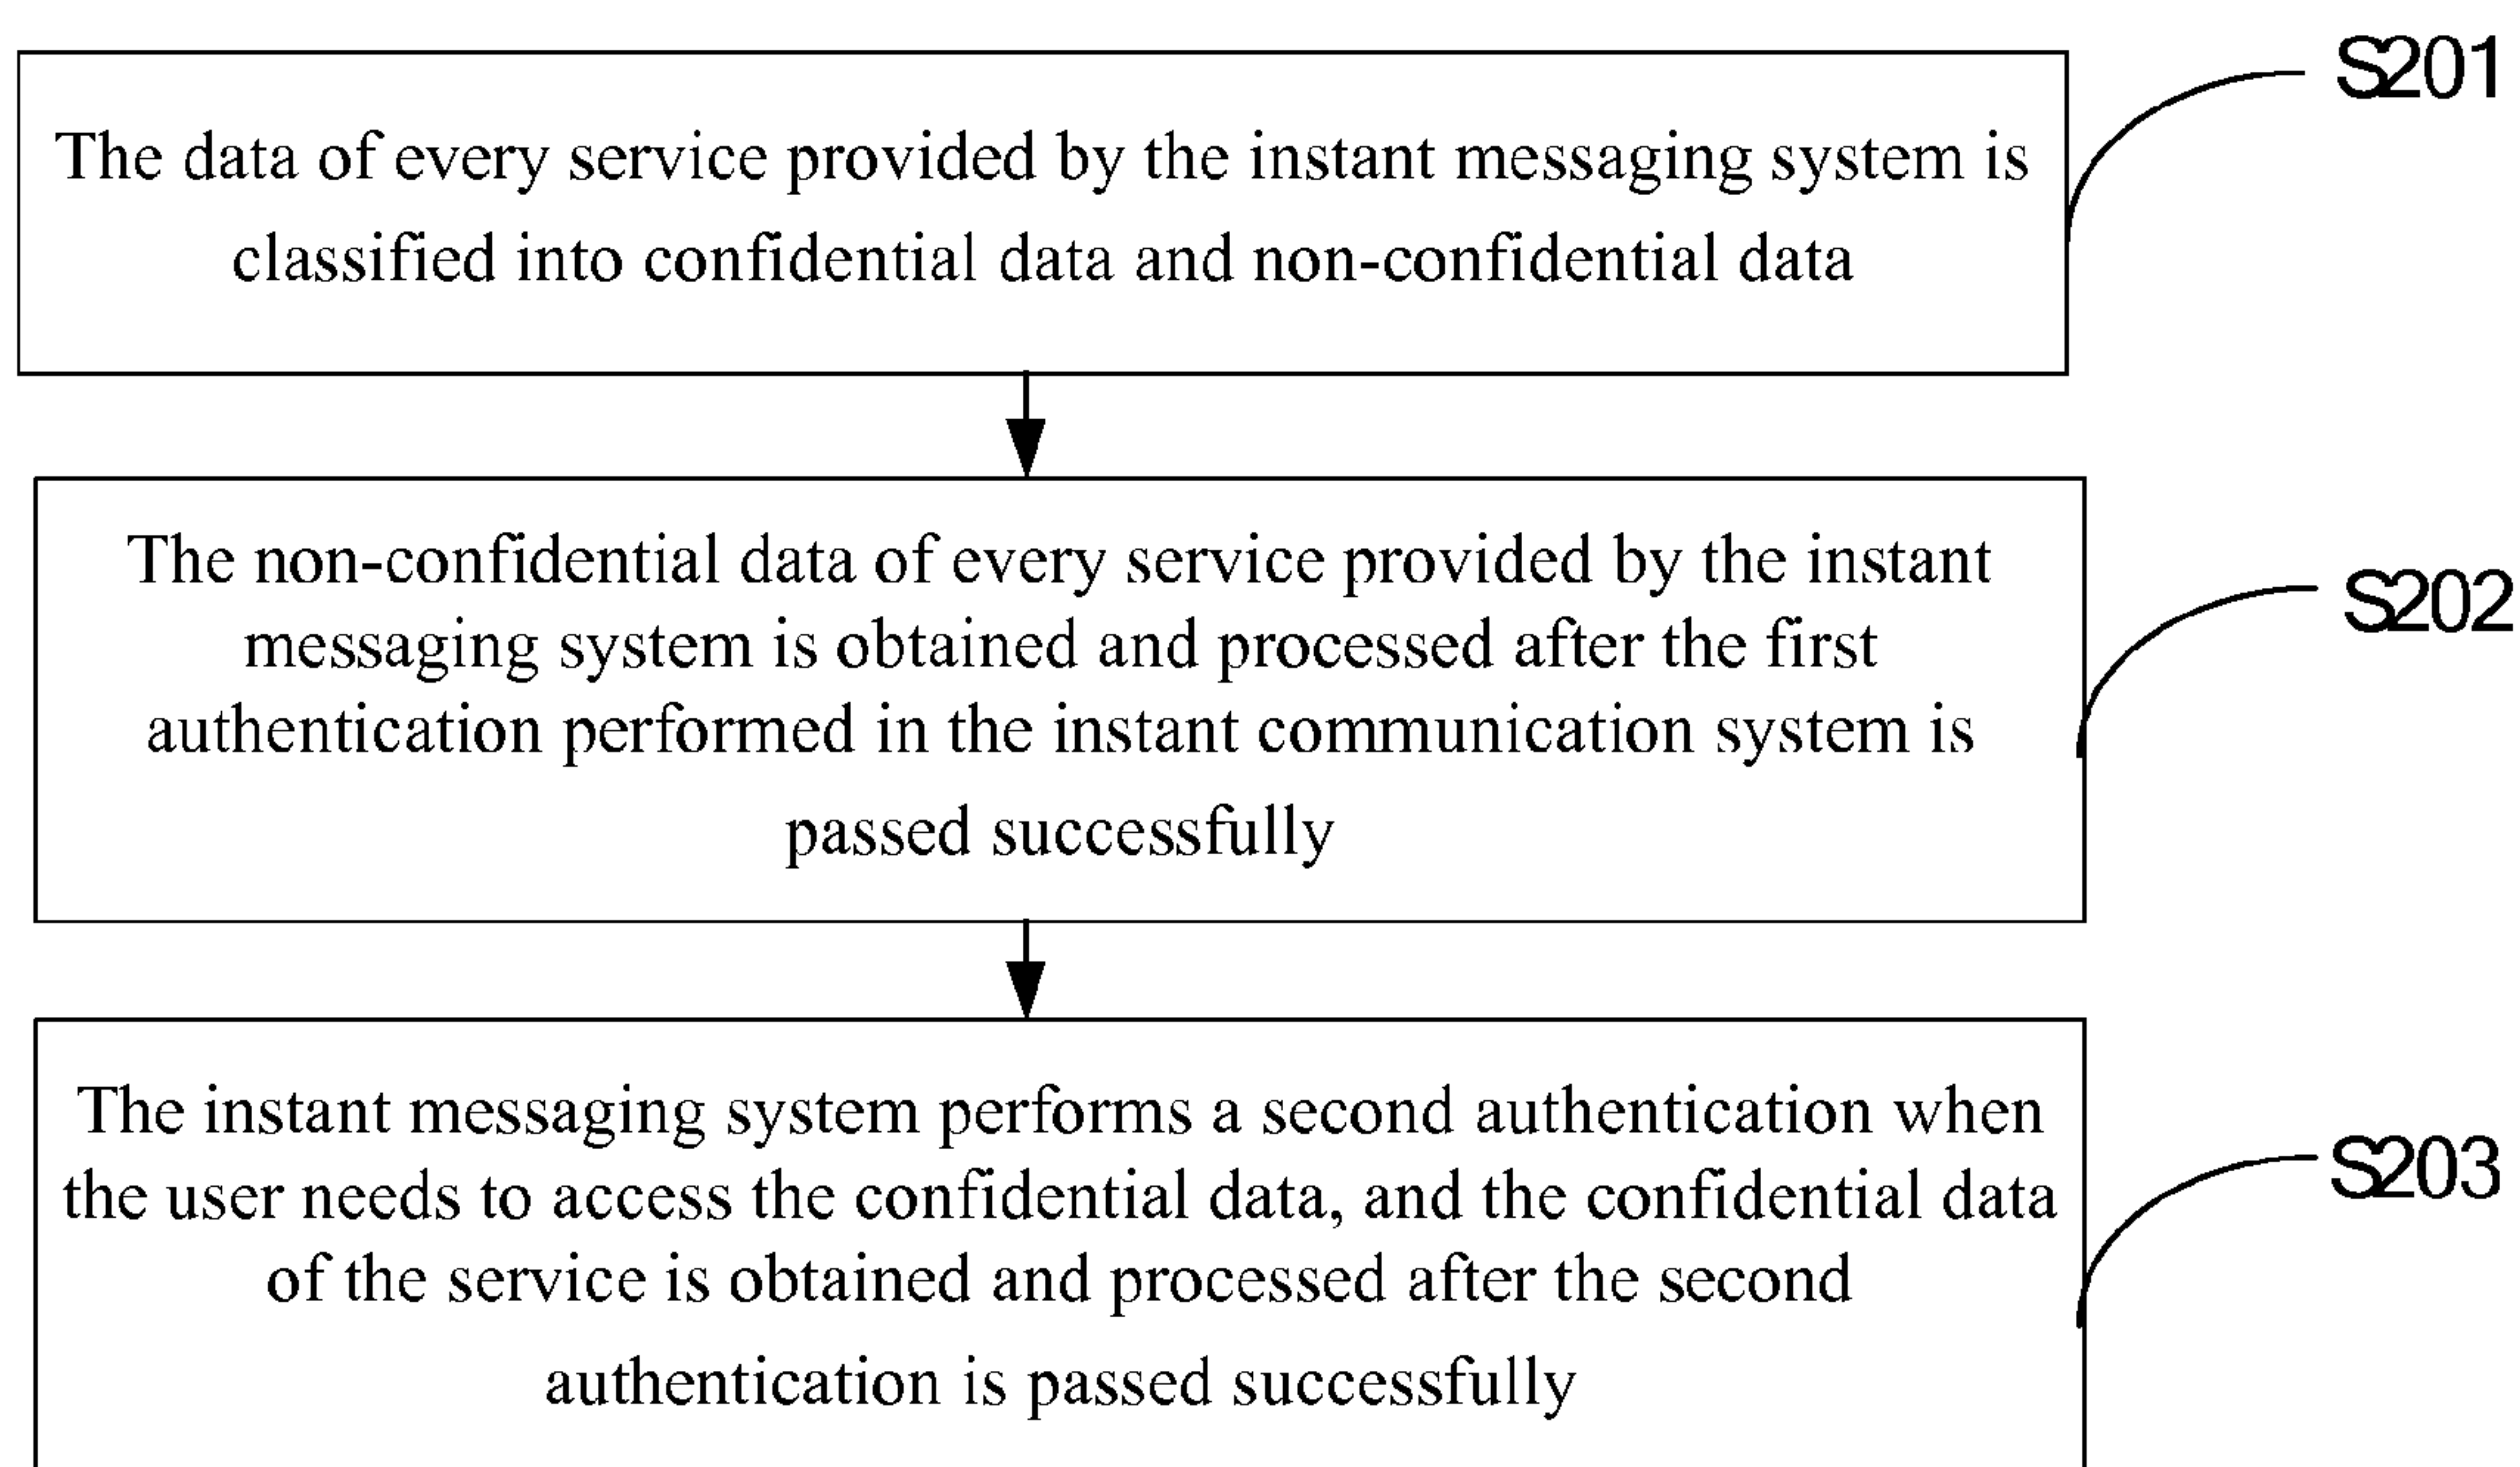 S201
The data of every service provided by the instant messaging system is
classified into confidential data and non-confidential data
The non-confidential data of every service provided by the instant
messaging system is obtained and processed after the first
authentication performed in the instant communication system is
passed successfully
S202
The instant messaging system performs a second authentication when
the user needs to access the confidential data, and the confidential data
of the service is obtained and processed after the second
authentication is passed successfully
S203